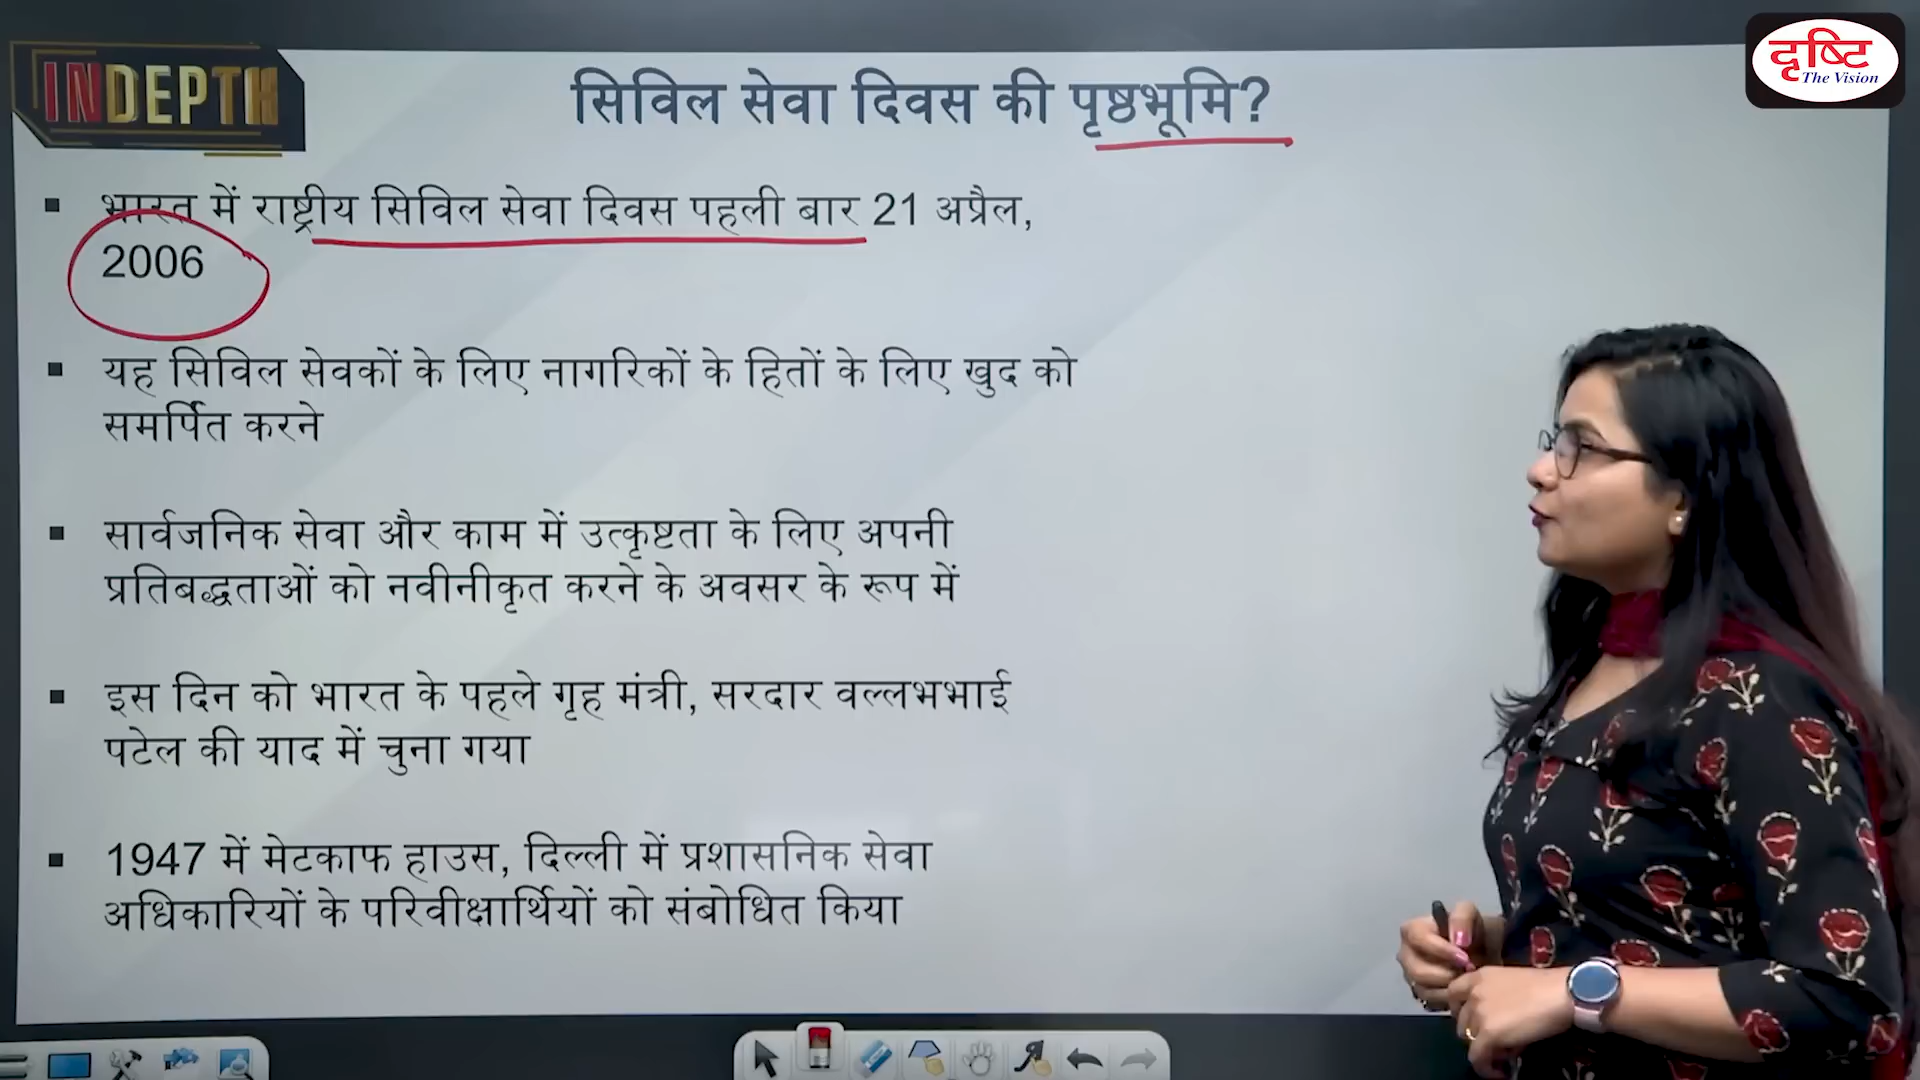 INDEPTH
दृष्टि
The Vision
सिविल सेवा दिवस की पृष्ठभूमि?
▪ भारत में राष्ट्रीय सिविल सेवा दिवस पहली बार 21 अप्रैल,
2006
▪ यह सिविल सेवकों के लिए नागरिकों के हितों के लिए खुद को
समर्पित करने
▪ सार्वजनिक सेवा और काम में उत्कृष्टता के लिए अपनी
प्रतिबद्धताओं को नवीनीकृत करने के अवसर के रूप में
▪ इस दिन को भारत के पहले गृह मंत्री, सरदार वल्लभभाई
पटेल की याद में चुना गया
▪ 1947 में मेटकाफ हाउस, दिल्ली में प्रशासनिक सेवा
अधिकारियों के परिवीक्षार्थियों को संबोधित किया